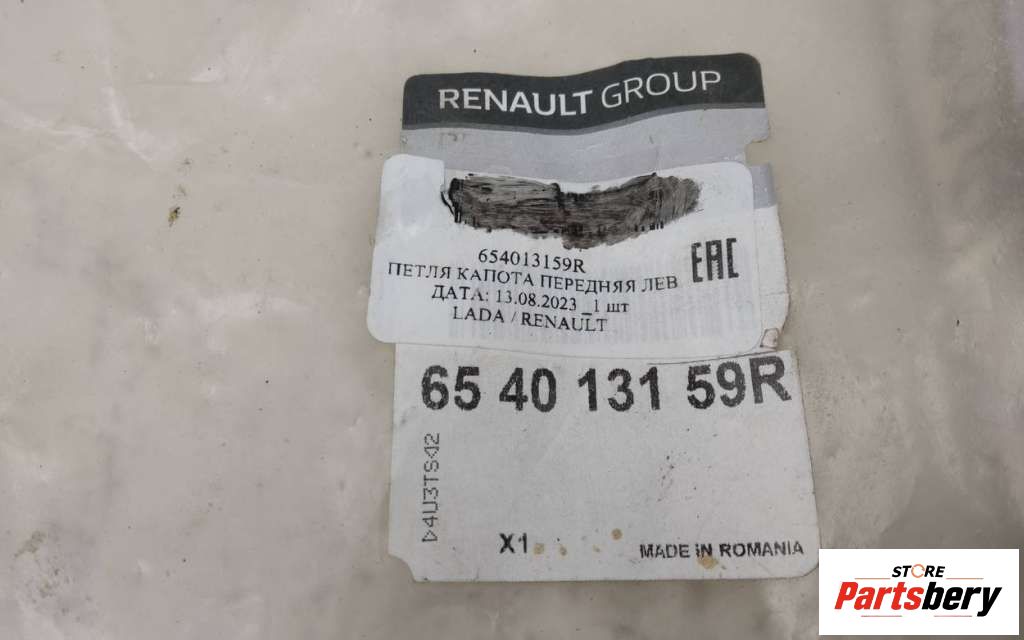 RENAULT GROUP
654013159R
ПЕТЛЯ КАПОТА ПЕРЕДНЯЯ ЛЕВ
ДАТА: 13.08.2023 _1 шт
LADA / RENAULT
EAC
65 40 131 59R
D4U3TS42
X1
MADE IN ROMANIA
STORE
Partsbery